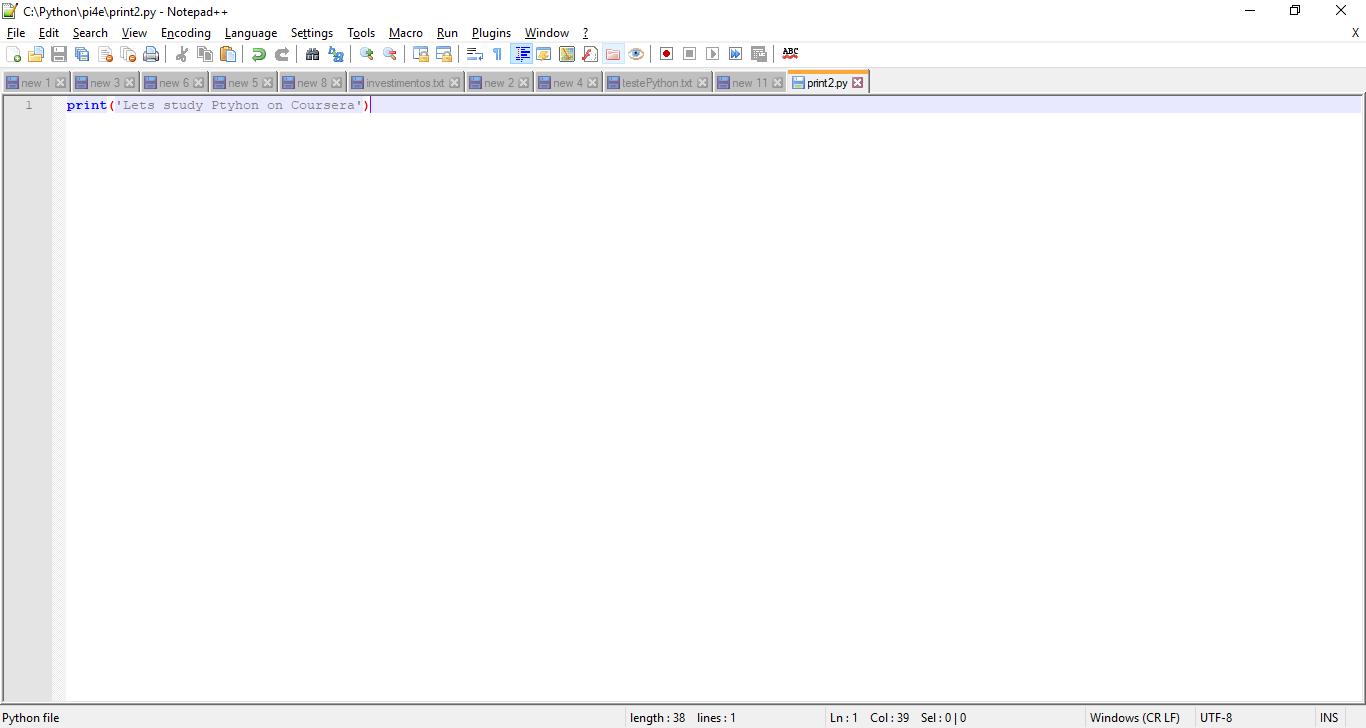 C:\Python\pi4e\print2.py - Notepad++
File Edit Search View Encoding Language Settings Tools Macro Run Plugins Window ? X
ABC
new 1 new 3 new 6 new 5 new 8 investimentos.txt new 2 new 4 testePython.txt new 11 print2.py
1 print('Lets study Ptyhon on Coursera')
Python file length : 38 lines : 1 Ln : 1 Col : 39 Sel : 0 | 0 Windows (CR LF) UTF-8 INS